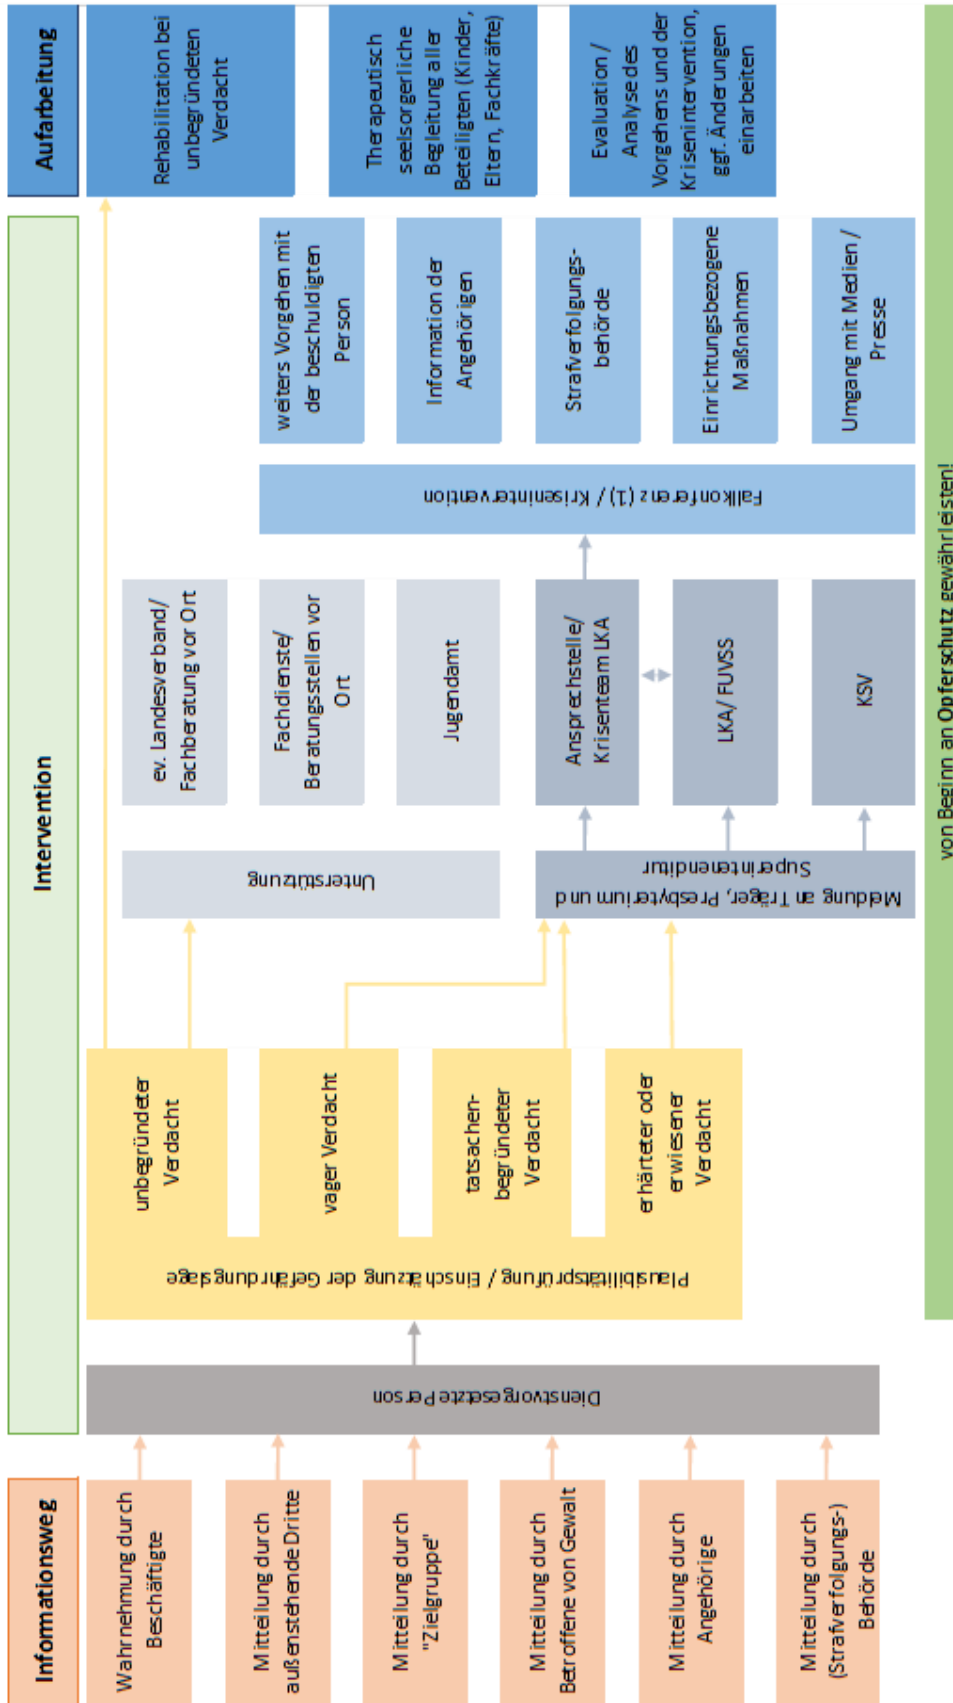 Informationsweg
Intervention
Aufarbeitung
Wahrnehmung durch
Beschäftigte
Mitteilung durch
außenstehende Dritte
Mitteilung durch
"Zielgruppe"
Mitteilung durch
Betroffene von Gewalt
Mitteilung durch
Angehörige
Mitteilung durch
(Strafverfolgungs-)
Behörde
Dienstvorgesetzte Person
Plausibilitätsprüfung / Einschätzung der Gefährdungslage
unbegründeter
Verdacht
vager Verdacht
tatsachen-
begründeter
Verdacht
erhärteter oder
erwiesener
Verdacht
Unterstützung
Meldung an Träger, Presbyterium und
Superintenditur
ev. Landesverband/
Fachberatung vor Ort
Fachdienste/
Beratungsstellen vor
Ort
Jugendamt
Ansprechstelle/
Krisenteam LKA
LKA/ FUVSS
KSV
Fallkonferenz (1) / Krisenintervention
weiters Vorgehen mit
der beschuldigten
Person
Information der
Angehörigen
Strafverfolgungs-
behörde
Einrichtungsbezogene
Maßnahmen
Umgang mit Medien /
Presse
Rehabilitation bei
unbegründeten
Verdacht
Therapeutisch
seelsorgerliche
Begleitung aller
Beteiligten (Kinder,
Eltern, Fachkräfte)
Evaluation /
Analyse des
Vorgehens und der
Krisenintervention,
ggf. Änderungen
einarbeiten
von Beginn an Opferschutz gewährleisten!